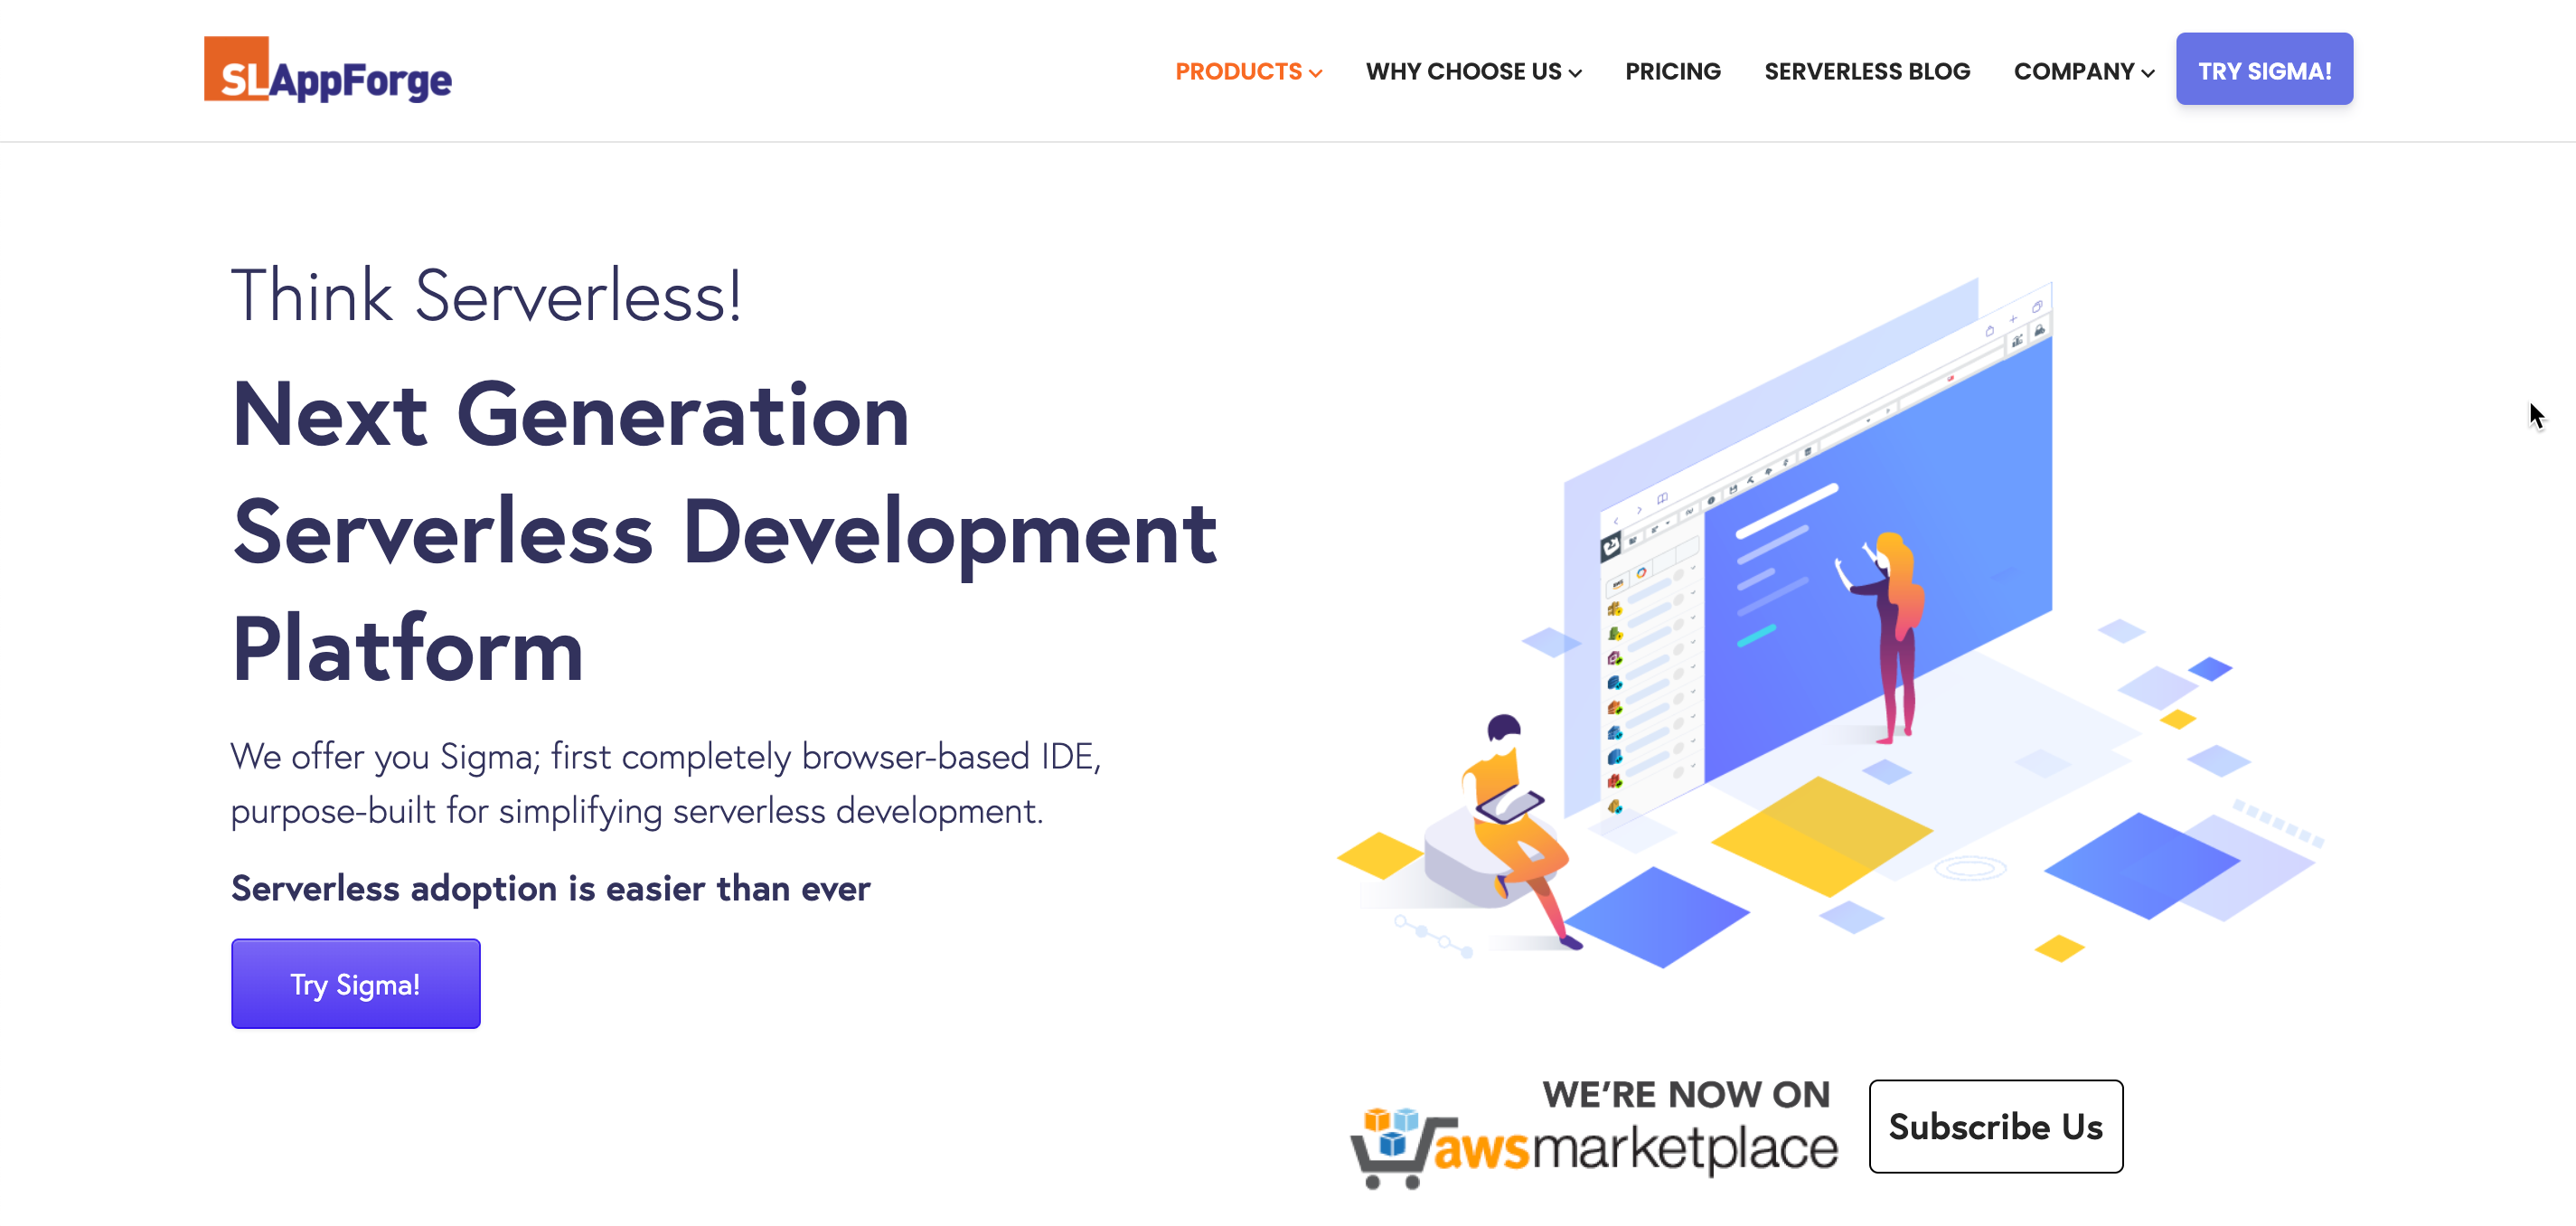 SLAppForge
PRODUCTS
WHY CHOOSE US
PRICING
SERVERLESS BLOG
COMPANY
TRY SIGMA!
Think Serverless!
Next Generation
Serverless Development
Platform
We offer you Sigma; first completely browser-based IDE,
purpose-built for simplifying serverless development.
Serverless adoption is easier than ever
Try Sigma!
aws
WE’RE NOW ON
awsmarketplace
Subscribe Us